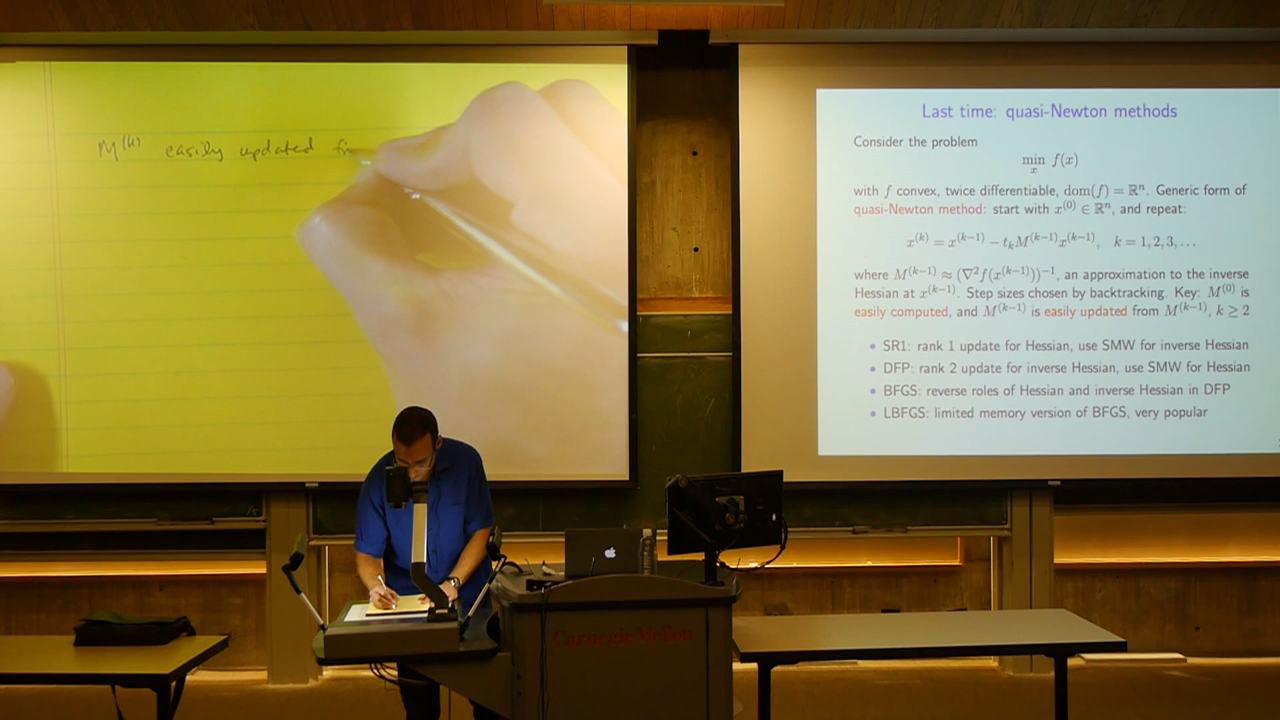 M^(k) easily updated
Last time: quasi-Newton methods
Consider the problem
min_x f(x)
with f convex, twice differentiable, dom(f) = ℝ^n. Generic form of
quasi-Newton method: start with x^(0) ∈ ℝ^n, and repeat:
x^(k) = x^(k−1) − t_k M^(k−1) x^(k−1), k = 1, 2, 3, . . .
where M^(k−1) ≈ (∇²f(x^(k−1)))^−1, an approximation to the inverse
Hessian at x^(k−1). Step sizes chosen by backtracking. Key: M^(0) is
easily computed, and M^(k−1) is easily updated from M^(k−1), k ≥ 2
• SR1: rank 1 update for Hessian, use SMW for inverse Hessian
• DFP: rank 2 update for inverse Hessian, use SMW for Hessian
• BFGS: reverse roles of Hessian and inverse Hessian in DFP
• LBFGS: limited memory version of BFGS, very popular
Carnegie Mellon